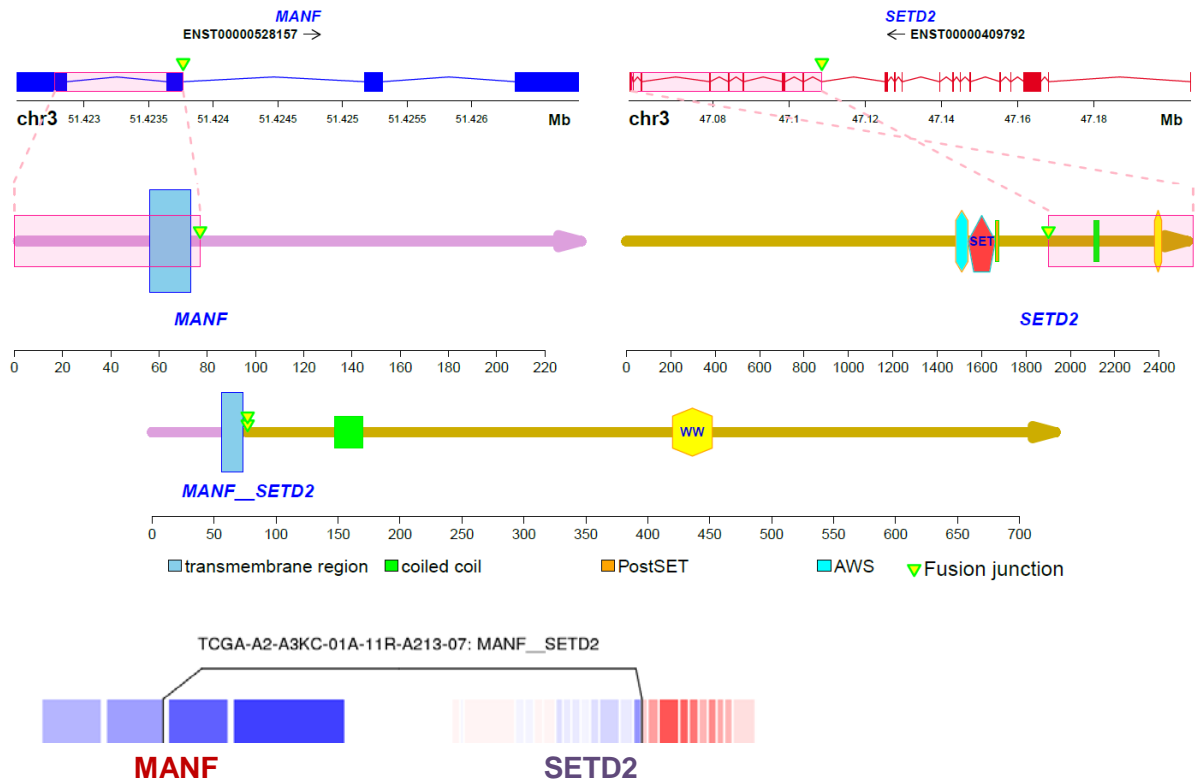 MANF SETD2
ENST00000528157 → ← ENST00000409792
chr3 51.423 51.4235 51.424 51.4245 51.425 51.4255 51.426 Mb chr3 47.08 47.1 47.12 47.14 47.16 47.18 Mb
SET
MANF SETD2
0 20 40 60 80 100 120 140 160 180 200 220 0 200 400 600 800 1000 1200 1400 1600 1800 2000 2200 2400
WW
MANF__SETD2
0 50 100 150 200 250 300 350 400 450 500 550 600 650 700
transmembrane region coiled coil PostSET AWS Fusion junction
TCGA-A2-A3KC-01A-11R-A213-07: MANF__SETD2
MANF SETD2